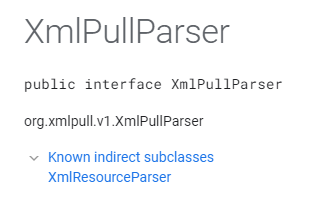 XmlPullParser
public interface XmlPullParser
org.xmlpull.v1.XmlPullParser
Known indirect subclasses
XmlResourceParser